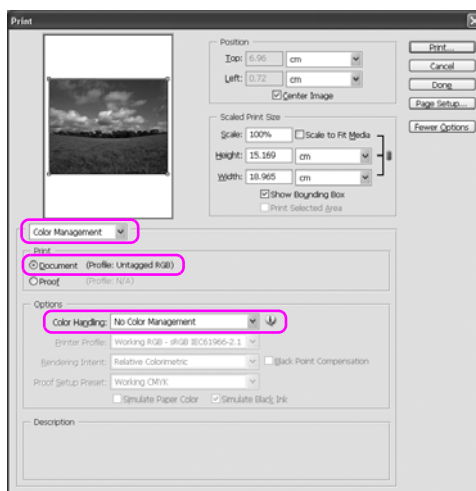 Print
Position
Top: 6.96 cm
Left: 0.72 cm
Center Image
Scaled Print Size
Scale: 100% Scale to Fit Media
Height: 15.169 cm
Width: 18.965 cm
Show Bounding Box
Print Selected Area
Print...
Cancel
Done
Page Setup...
Fewer Options
Color Management
Print
Document (Profile: Untagged RGB)
Proof (Profile: N/A)
Options
Color Handling: No Color Management
Printer Profile: Working RGB - sRGB IEC61966-2.1
Rendering Intent: Relative Colorimetric Black Point Compensation
Proof Setup Preset: Working CMYK
Simulate Paper Color Simulate Black Ink
Description